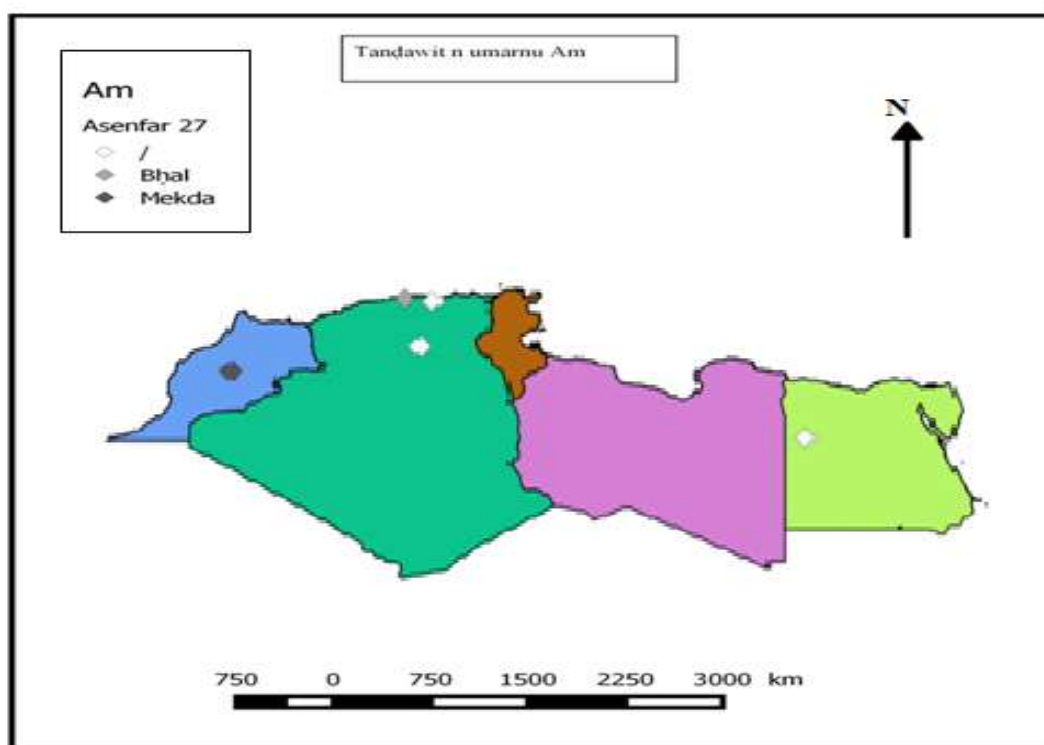 Tanḍawit n umarnu Am
Am
Asenfar 27
/
Bḥal
Mekda
N
750 0 750 1500 2250 3000 km